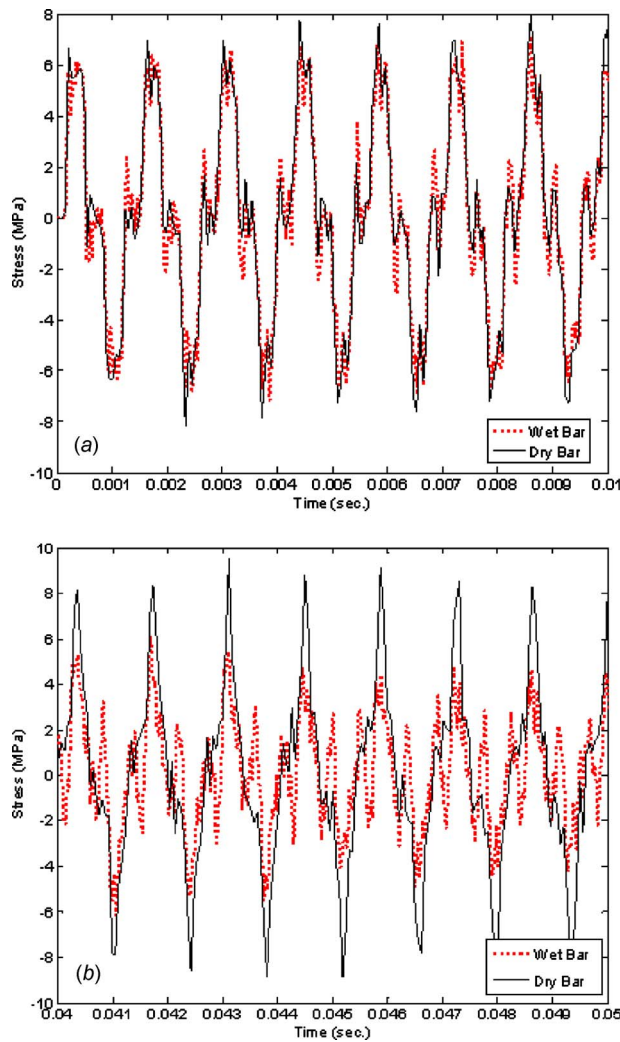 8
6
4
2
0
-2
-4
-6
-8
-10
Stress (MPa)
(a)
Wet Bar
Dry Bar
0 0.001 0.002 0.003 0.004 0.005 0.006 0.007 0.008 0.009 0.01
Time (sec.)
10
8
6
4
2
0
-2
-4
-6
-8
-10
Stress (MPa)
(b)
Wet Bar
Dry Bar
0.04 0.041 0.042 0.043 0.044 0.045 0.046 0.047 0.048 0.049 0.05
Time (sec.)